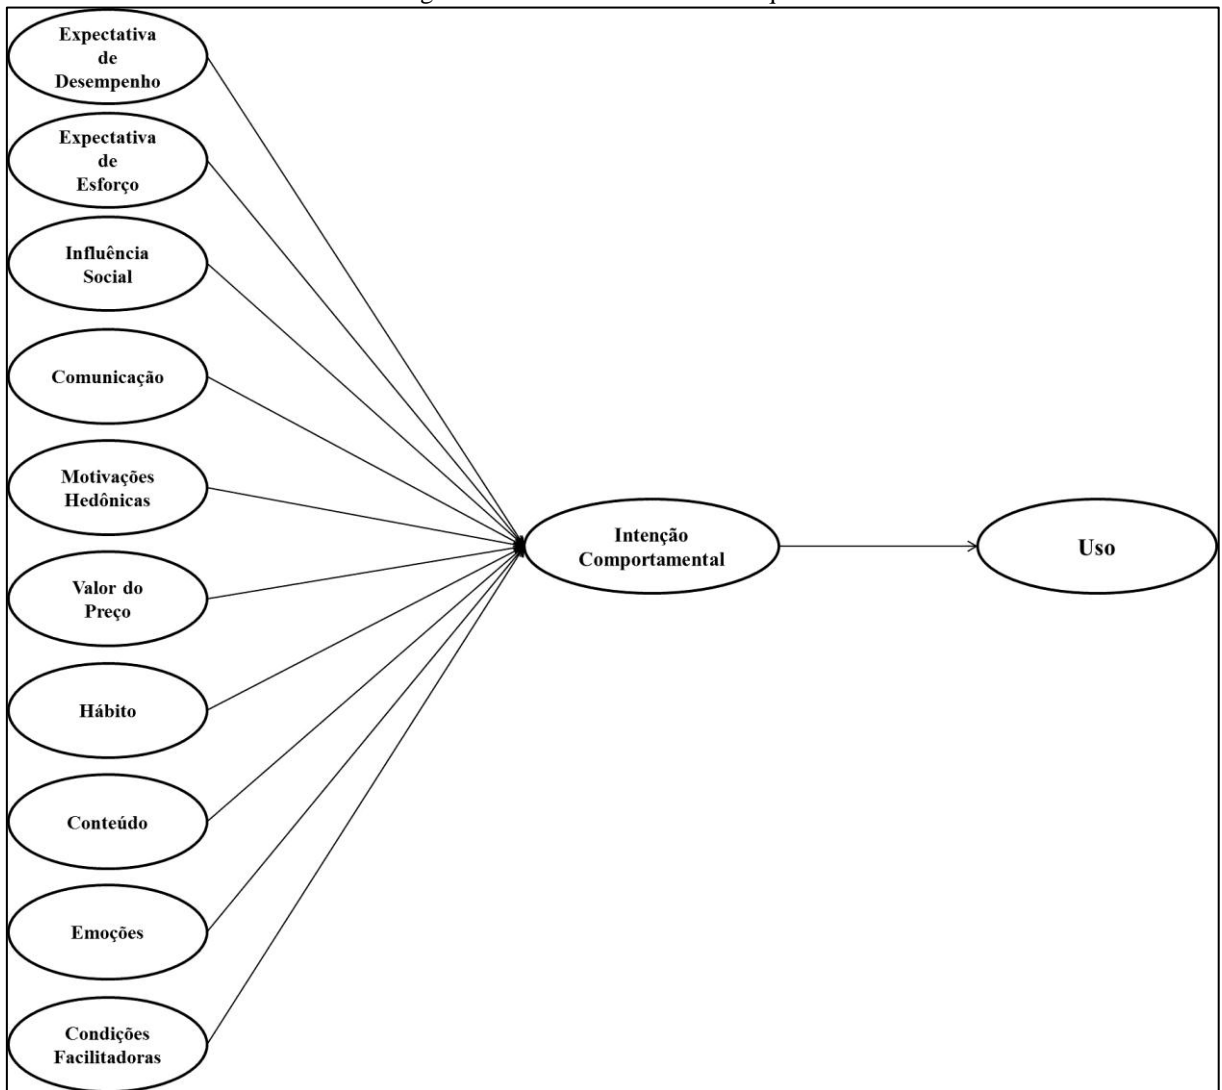 Expectativa
de
Desempenho
Expectativa
de
Esforço
Influência
Social
Comunicação
Motivações
Hedônicas
Valor do
Preço
Hábito
Conteúdo
Emoções
Condições
Facilitadoras
Intenção
Comportamental
Uso